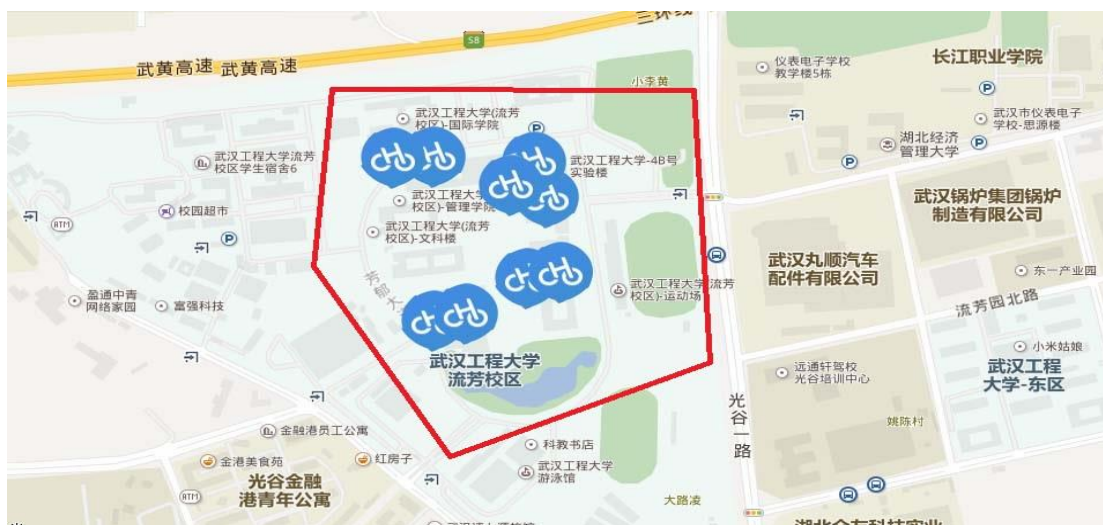 三环线
S8
武黄高速 武黄高速
长江职业学院
仪表电子学校
教学楼5栋
小李黄
武汉工程大学(流芳
校区)-国际学院
武汉市仪表电子
学校-思源楼
湖北经济
管理大学
武汉工程大学流芳
校区学生宿舍6
武汉工程大学-4B号
实验楼
武汉工程大学
校区)-管理学院
武汉锅炉集团锅炉
制造有限公司
校园超市
ATM
武汉工程大学(流芳
校区)-文科楼
武汉丸顺汽车
配件有限公司
东一产业园
盈通中青
网络家园
富强科技
芳郁大
武汉工程大学(流芳
校区)-运动场
流芳园北路
小米姑娘
武汉工程大学
流芳校区
远通轩驾校
光谷培训中心
武汉工程
大学-东区
光谷一路
姚陈村
金融港员工公寓
科教书店
金港美食苑
红房子
武汉工程大学
游泳馆
光谷金融
港青年公寓
ATM
大路凌